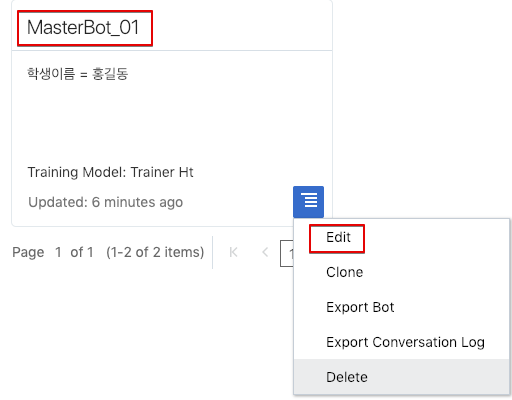 MasterBot_01
학생이름 = 홍길동
Training Model: Trainer Ht
Updated: 6 minutes ago
Page 1 of 1 (1-2 of 2 items) 1
Edit
Clone
Export Bot
Export Conversation Log
Delete